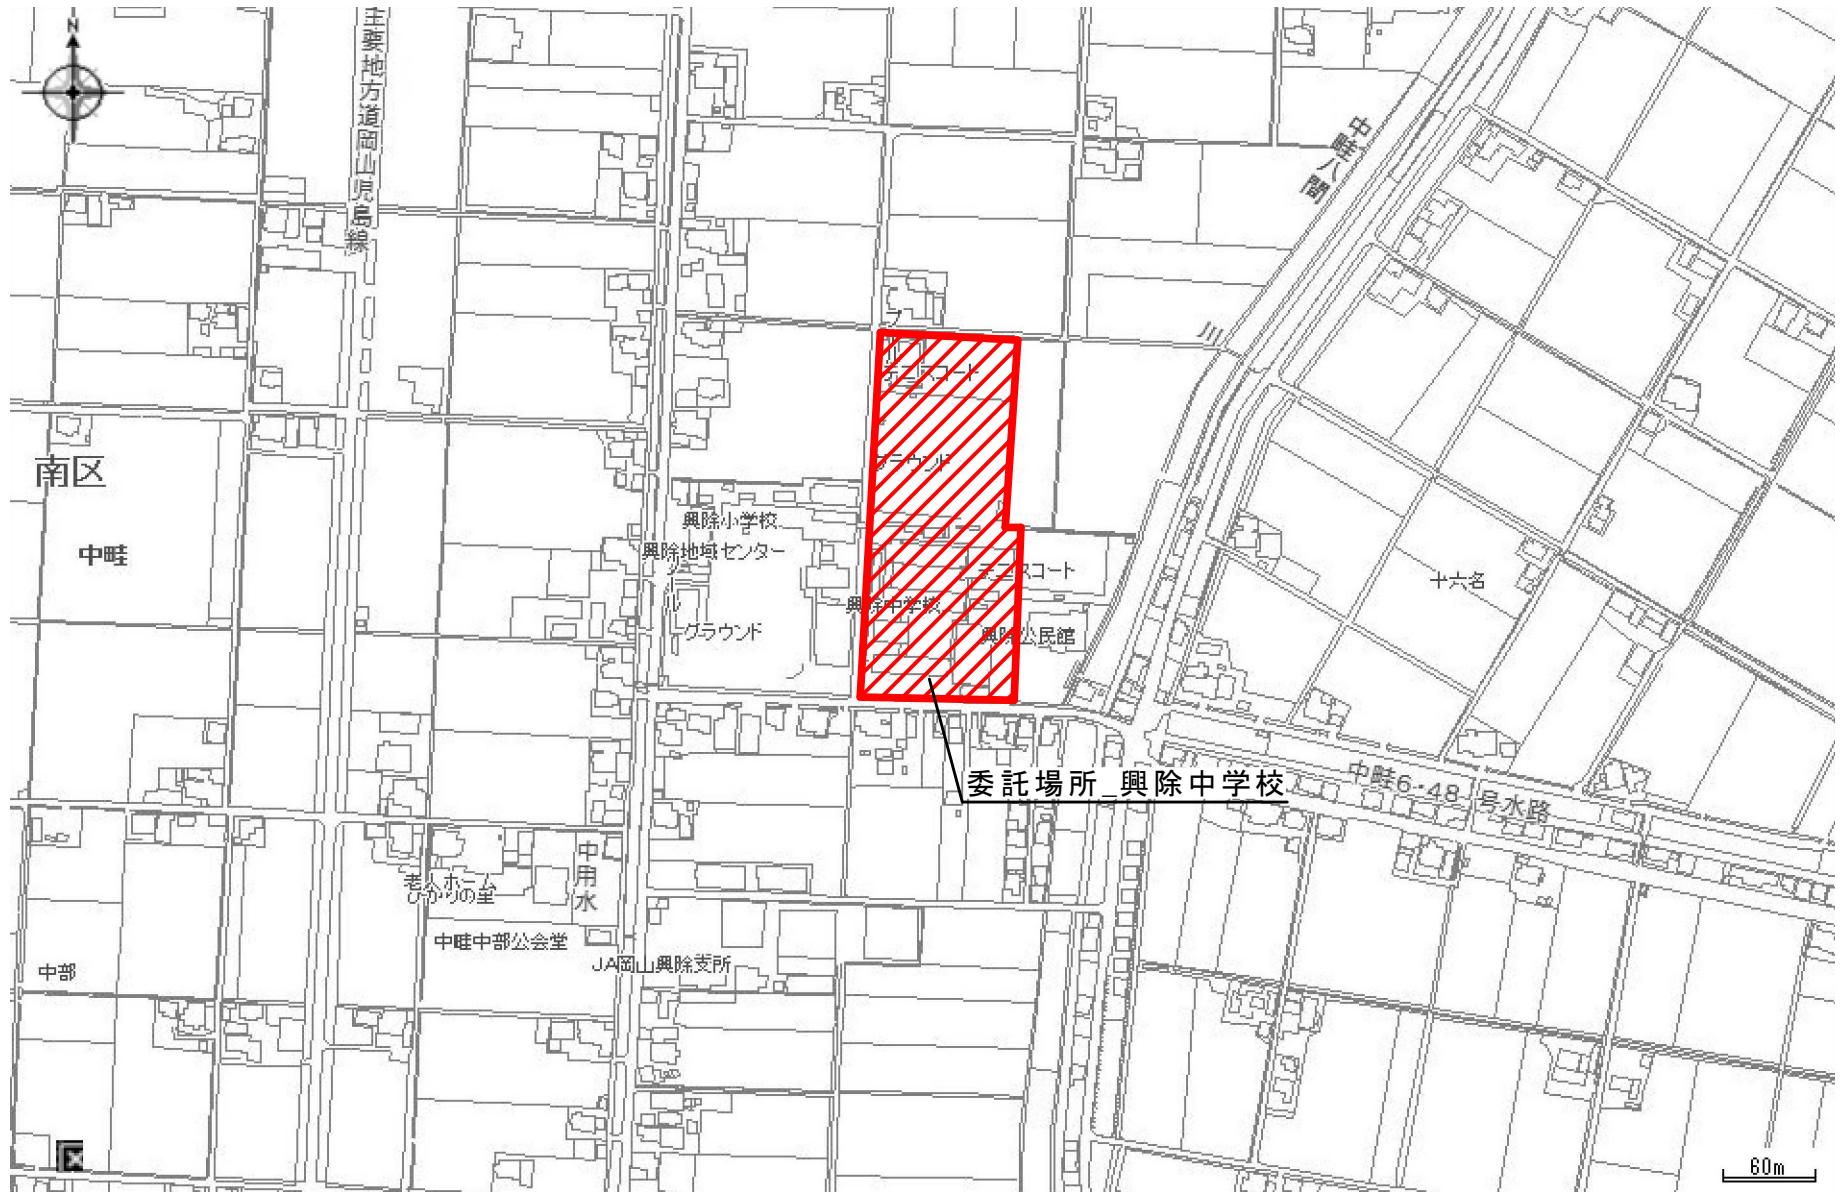 N
主要地方道岡山児島線
中畦八間
川
プ
テニスコート
グラウンド
南区
興除小学校
中畦
興除地域センター
テニスコート
十六名
プール
興除中学校
グラウンド
興除公民館
委託場所_興除中学校
中畦6・48号水路
中用水
老人ホーム
ひかりの里
中畦中部公会堂
JA岡山興除支所
中部
60m